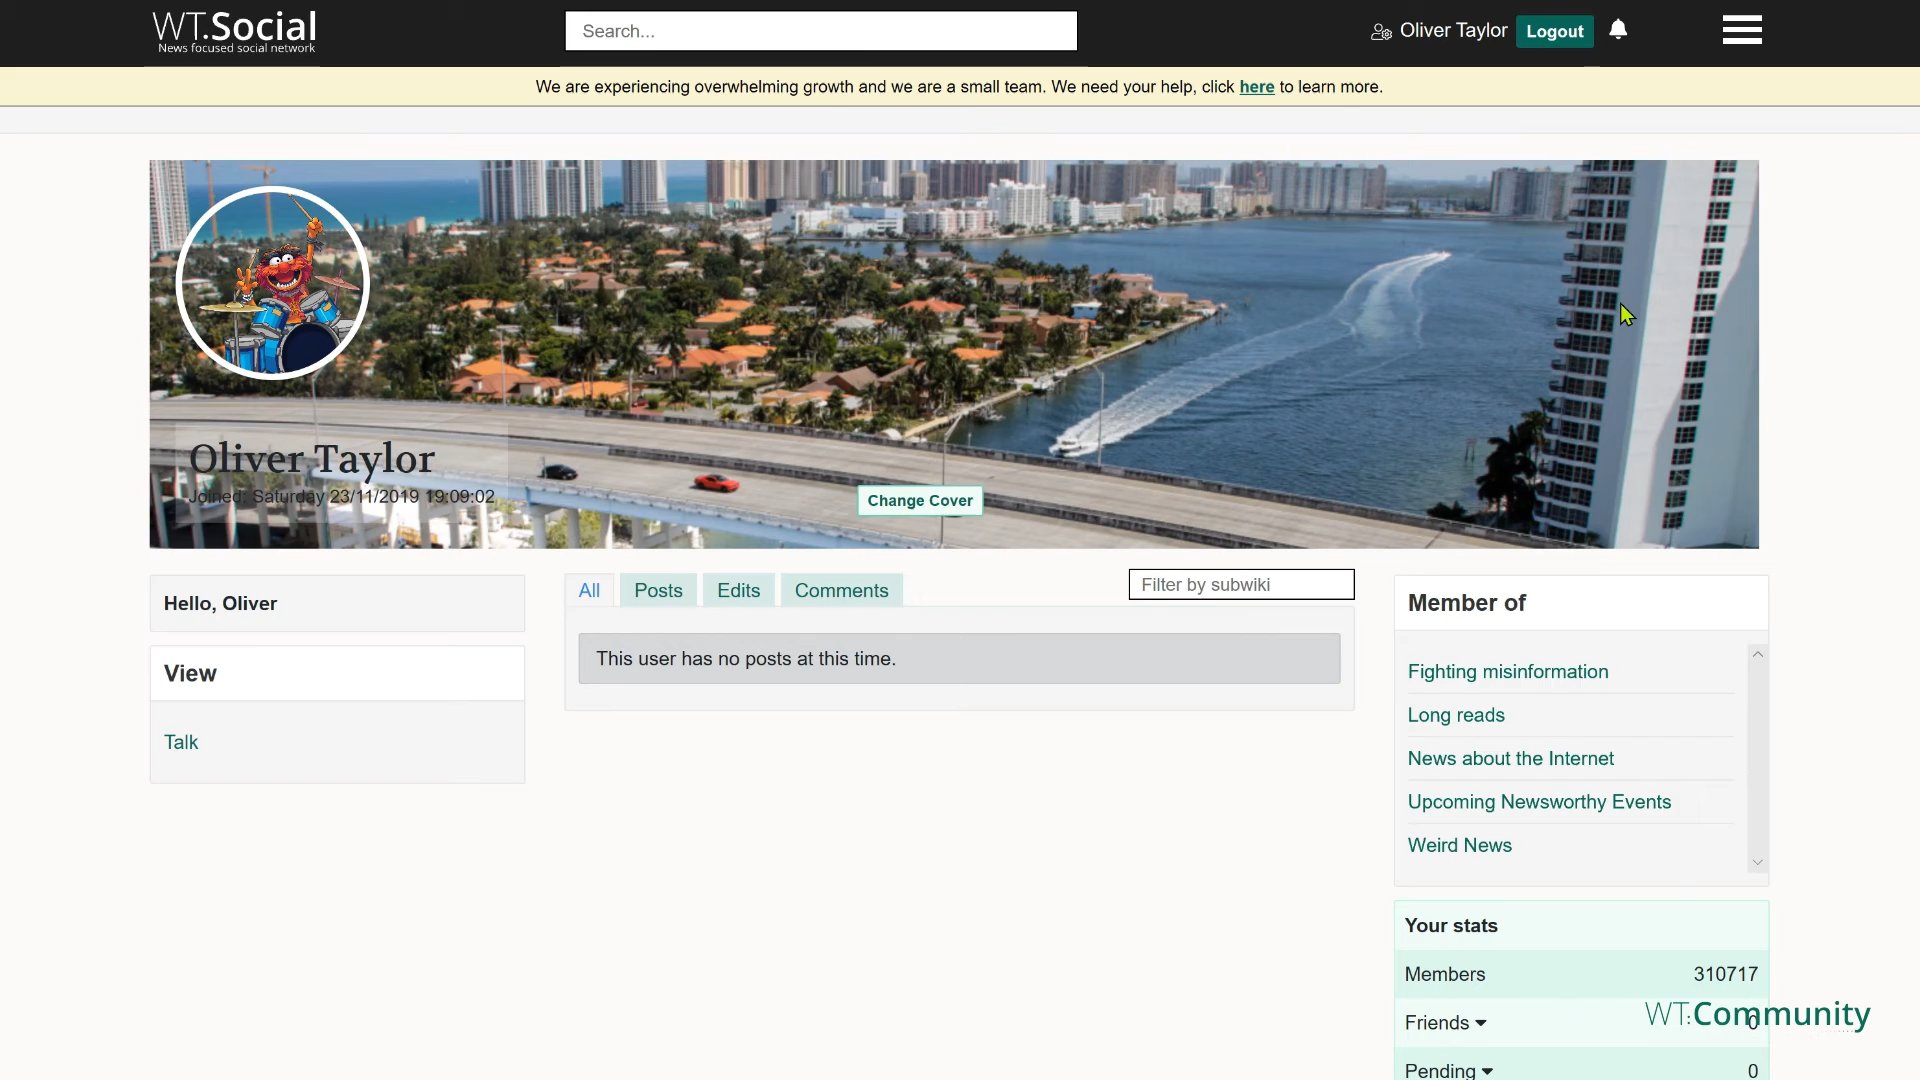 WT.Social
News focused social network
Search...
Oliver Taylor
Logout
We are experiencing overwhelming growth and we are a small team. We need your help, click here to learn more.
Oliver Taylor
Joined: Saturday 23/11/2019 19:09:02
Change Cover
Hello, Oliver
View
Talk
All
Posts
Edits
Comments
Filter by subwiki
This user has no posts at this time.
Member of
Fighting misinformation
Long reads
News about the Internet
Upcoming Newsworthy Events
Weird News
Your stats
Members 310717
Friends 0
WT:Community
Pending 0